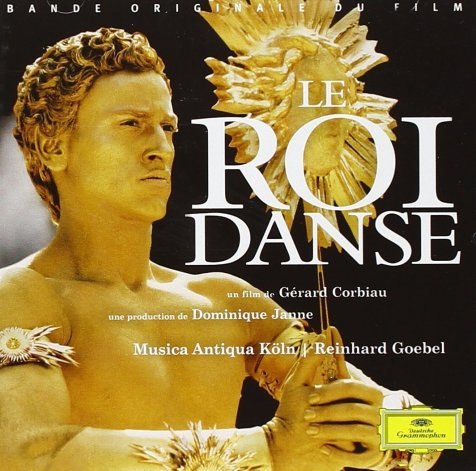 BANDE ORIGINALE DU FILM
LE
ROI
DANSE
un film de Gérard Corbiau
une production de Dominique Janne
Musica Antiqua Köln / Reinhard Goebel
Deutsche
Grammophon